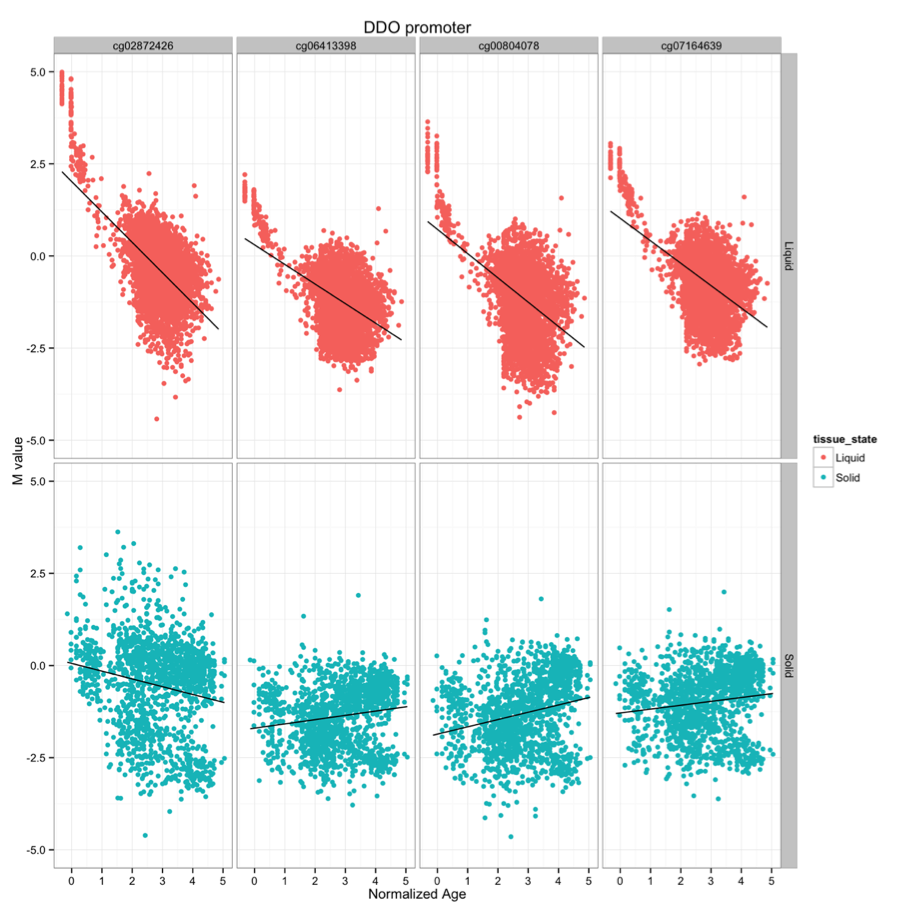 DDO promoter
cg02872426 cg06413398 cg00804078 cg07164639
5.0
2.5
0.0
-2.5
-5.0
Liquid
M value
5.0
2.5
0.0
-2.5
-5.0
Solid
0 1 2 3 4 5 0 1 2 3 4 5 0 1 2 3 4 5 0 1 2 3 4 5
Normalized Age
tissue_state
Liquid
Solid